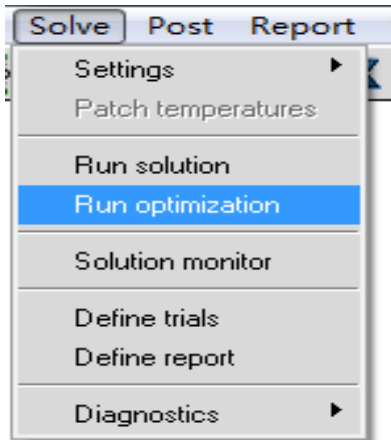 Solve Post Report
Settings
Patch temperatures
Run solution
Run optimization
Solution monitor
Define trials
Define report
Diagnostics